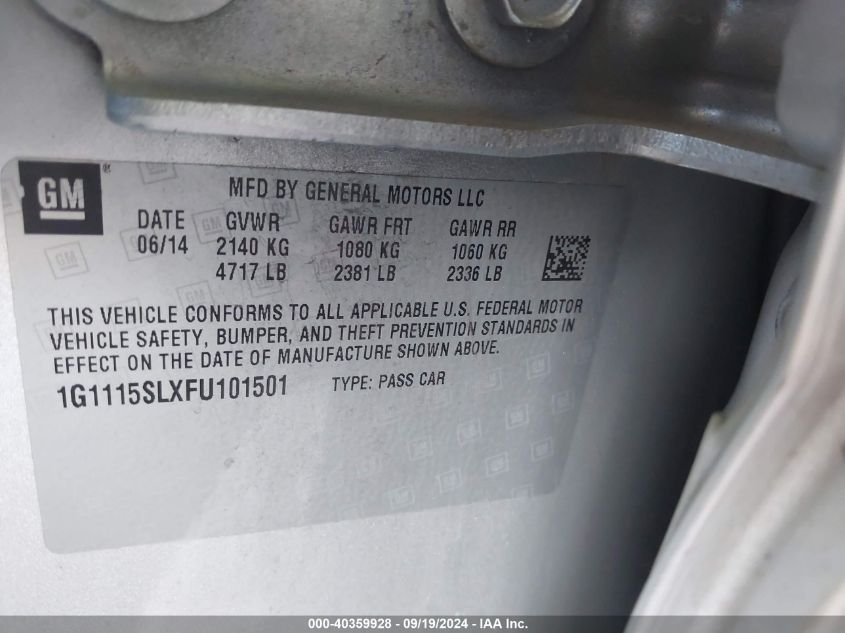 GM ®
MFD BY GENERAL MOTORS LLC
DATE GVWR GAWR FRT GAWR RR
06/14 2140 KG 1080 KG 1060 KG
4717 LB 2381 LB 2336 LB
THIS VEHICLE CONFORMS TO ALL APPLICABLE U.S. FEDERAL MOTOR
VEHICLE SAFETY, BUMPER, AND THEFT PREVENTION STANDARDS IN
EFFECT ON THE DATE OF MANUFACTURE SHOWN ABOVE.
1G1115SLXFU101501 TYPE: PASS CAR
000-40359928 - 09/19/2024 - IAA Inc.